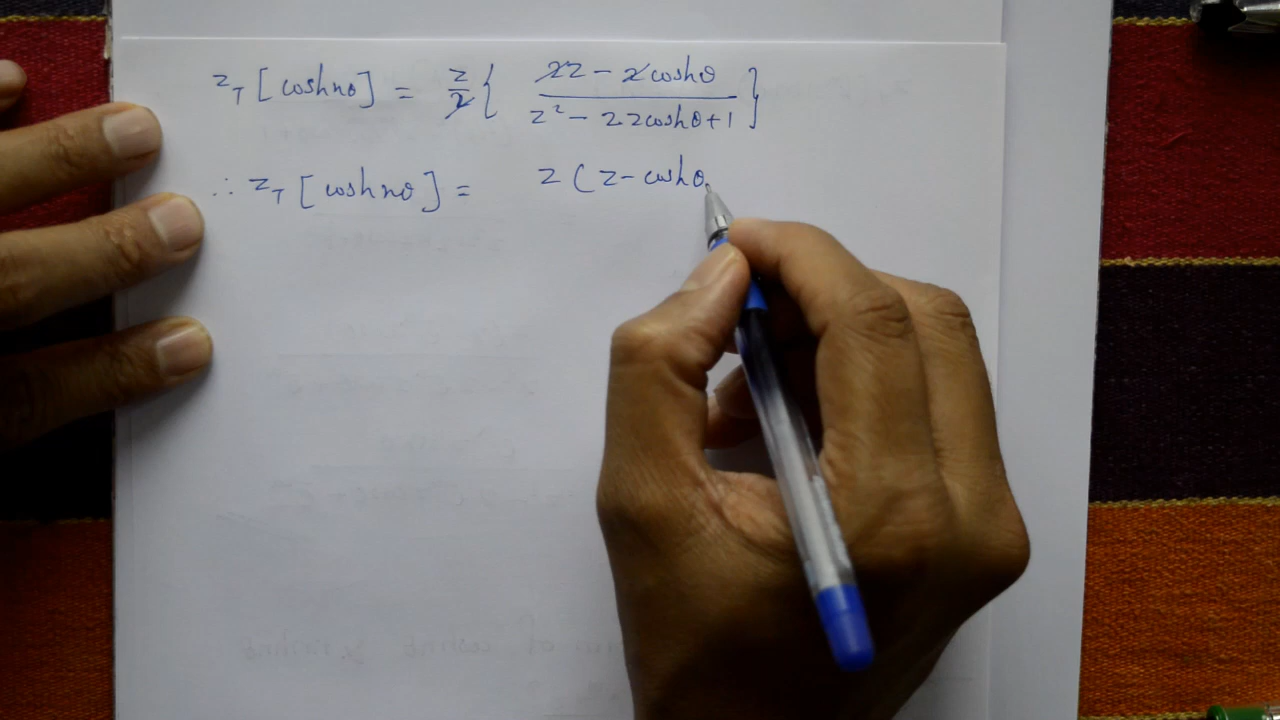 z_T [coshnθ] = z/2 { (2z - 2coshθ) / (z² - 2zcoshθ+1) }
∴ z_T [coshnθ] = z (z - coshθ